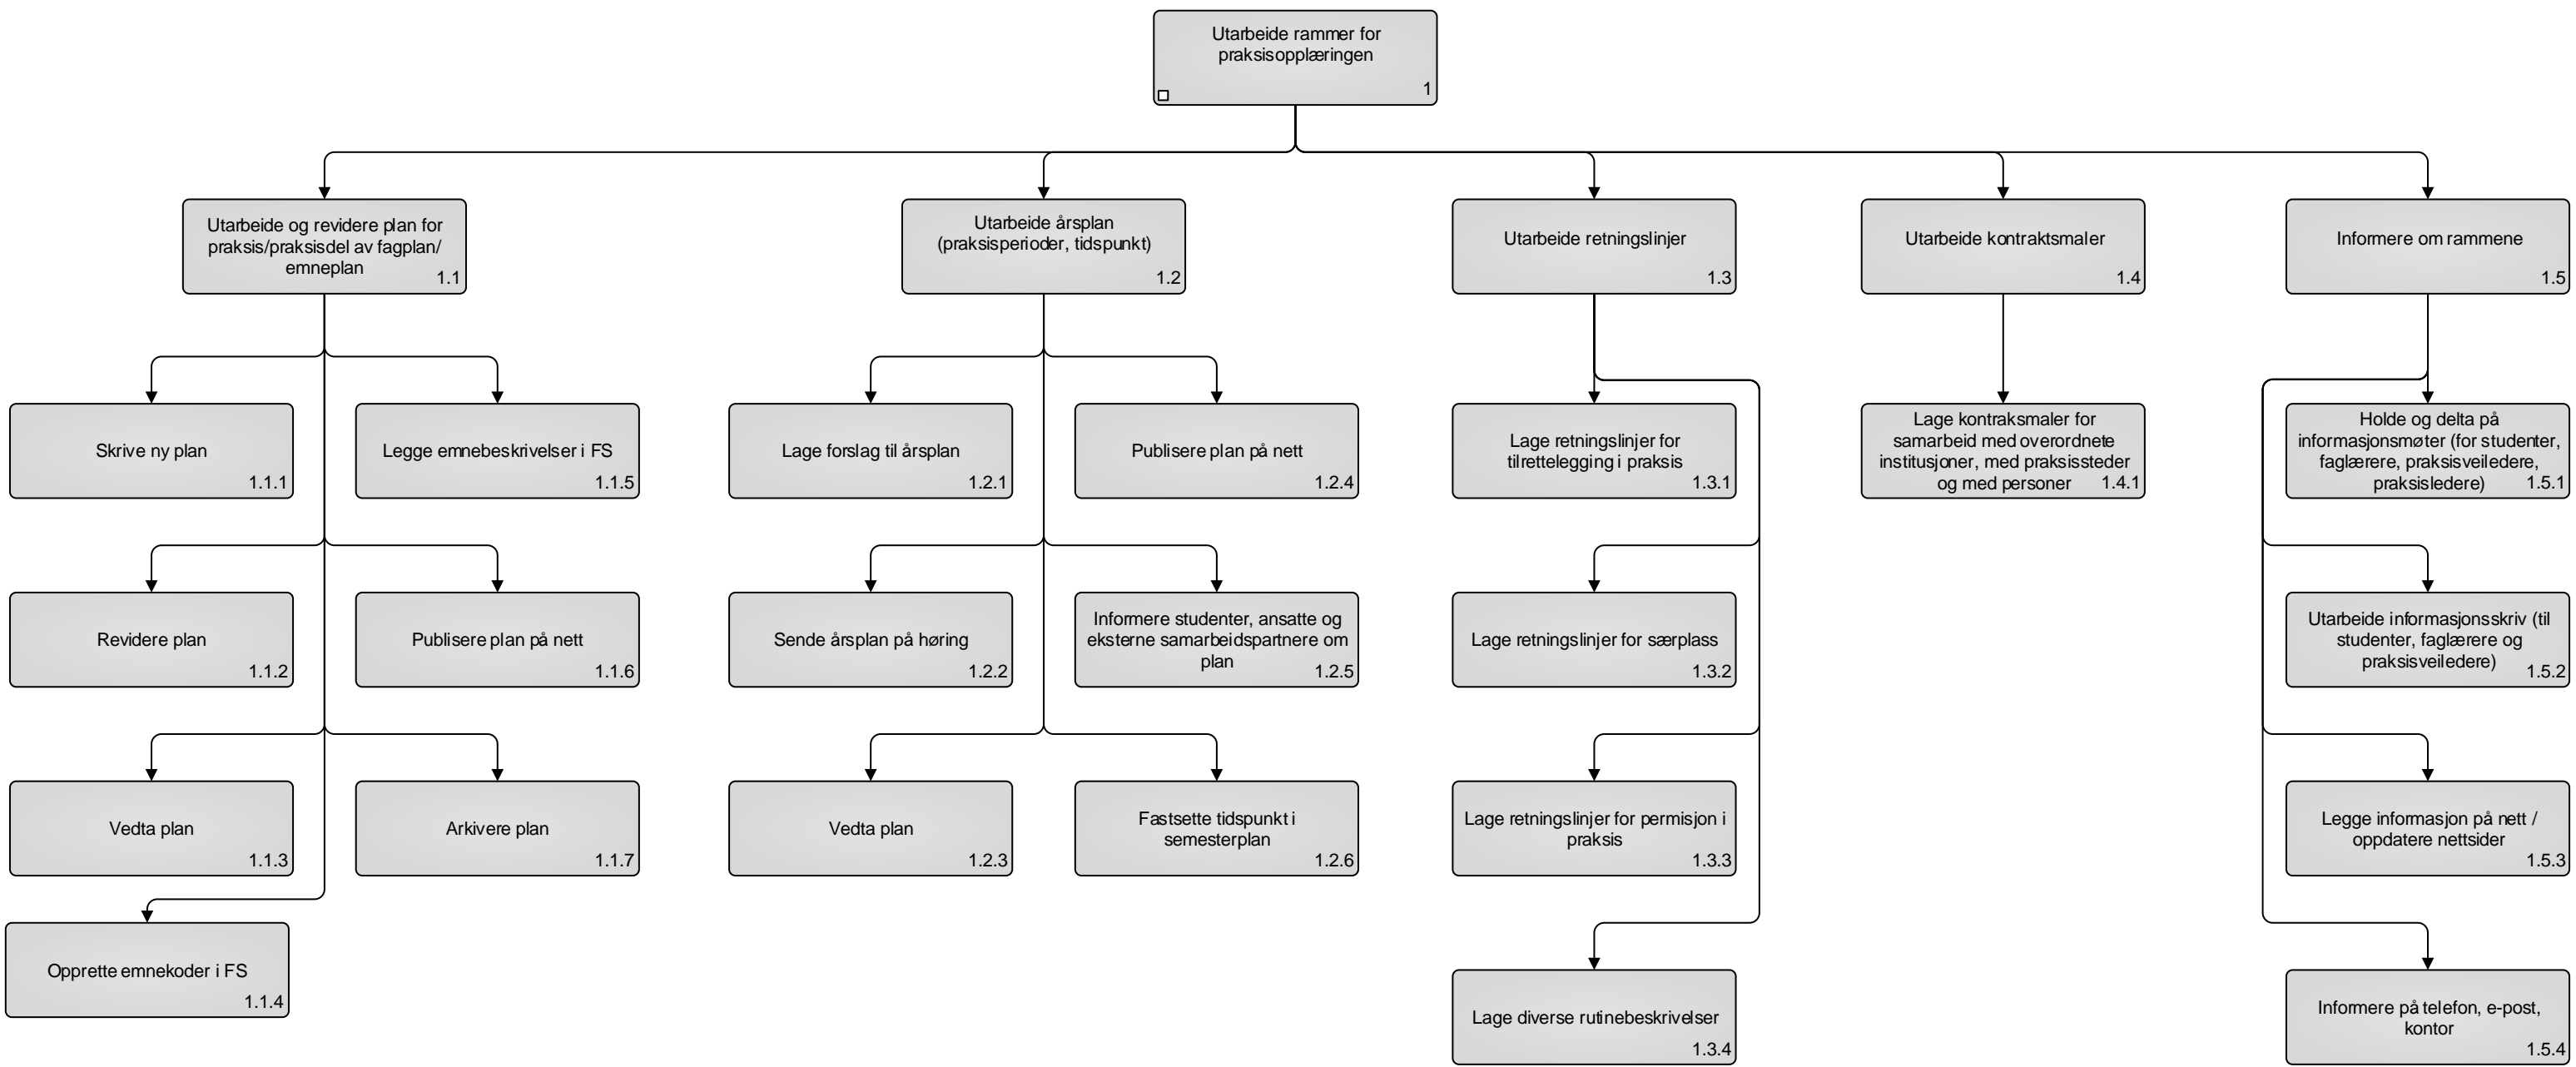 Utarbeide rammer for
praksisopplæringen
1
Utarbeide og revidere plan for
praksis/praksisdel av fagplan/
emneplan
1.1
Utarbeide årsplan
(praksisperioder, tidspunkt)
1.2
Utarbeide retningslinjer
1.3
Utarbeide kontraktsmaler
1.4
Informere om rammene
1.5
Skrive ny plan
1.1.1
Legge emnebeskrivelser i FS
1.1.5
Lage forslag til årsplan
1.2.1
Publisere plan på nett
1.2.4
Lage retningslinjer for
tilrettelegging i praksis
1.3.1
Lage kontraksmaler for
samarbeid med overordnete
institusjoner, med praksissteder
og med personer
1.4.1
Holde og delta på
informasjonsmøter (for studenter,
faglærere, praksisveiledere,
praksisledere)
1.5.1
Revidere plan
1.1.2
Publisere plan på nett
1.1.6
Sende årsplan på høring
1.2.2
Informere studenter, ansatte og
eksterne samarbeidspartnere om
plan
1.2.5
Lage retningslinjer for særplass
1.3.2
Utarbeide informasjonsskriv (til
studenter, faglærere og
praksisveiledere)
1.5.2
Vedta plan
1.1.3
Arkivere plan
1.1.7
Vedta plan
1.2.3
Fastsette tidspunkt i
semesterplan
1.2.6
Lage retningslinjer for permisjon i
praksis
1.3.3
Legge informasjon på nett /
oppdatere nettsider
1.5.3
Opprette emnekoder i FS
1.1.4
Lage diverse rutinebeskrivelser
1.3.4
Informere på telefon, e-post,
kontor
1.5.4